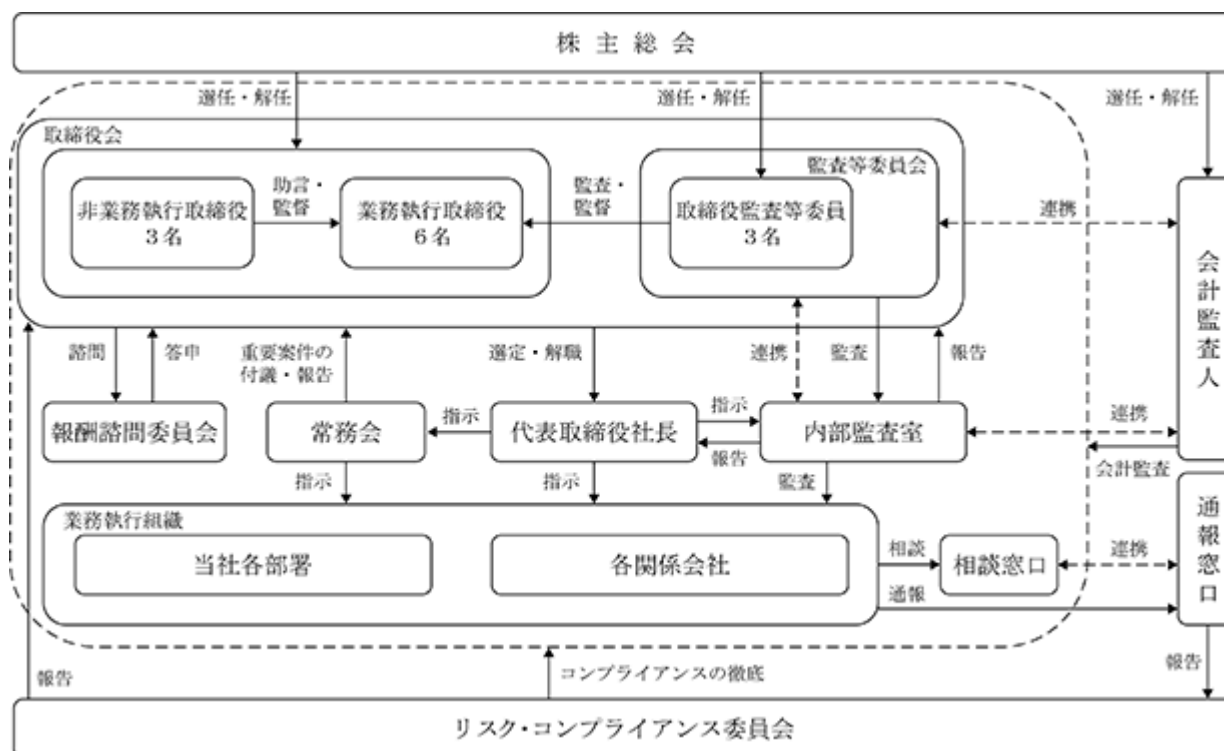 株主総会
選任・解任
選任・解任
選任・解任
取締役会
監査等委員会
非業務執行取締役
3名
助言・
監督
業務執行取締役
6名
監査・
監督
取締役監査等委員
3名
連携
会計監査人
諮問
答申
重要案件の
付議・報告
選定・解職
連携
監査
報告
報酬諮問委員会
常務会
指示
代表取締役社長
指示
報告
内部監査室
連携
会計監査
指示
指示
監査
業務執行組織
当社各部署
各関係会社
相談
相談窓口
連携
通報窓口
通報
報告
コンプライアンスの徹底
報告
リスク・コンプライアンス委員会